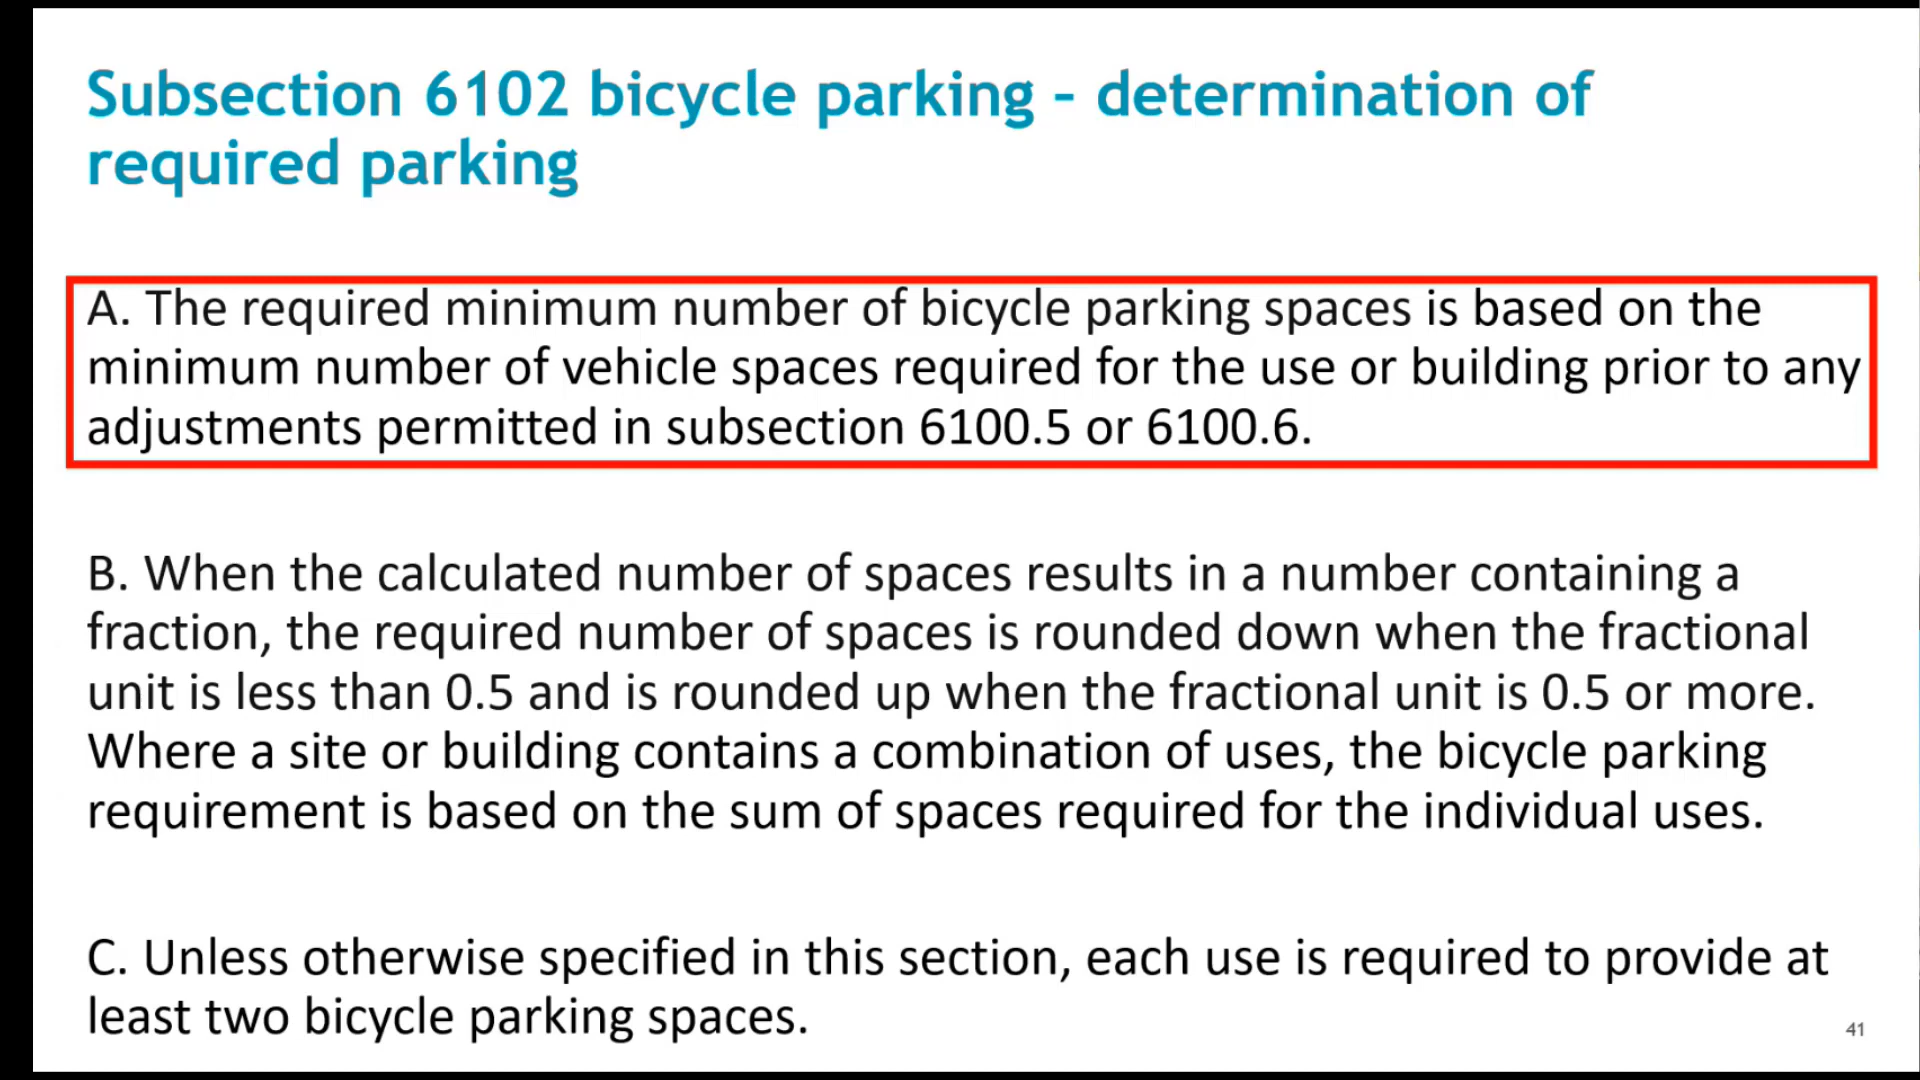 Subsection 6102 bicycle parking – determination of
required parking
A. The required minimum number of bicycle parking spaces is based on the
minimum number of vehicle spaces required for the use or building prior to any
adjustments permitted in subsection 6100.5 or 6100.6.
B. When the calculated number of spaces results in a number containing a
fraction, the required number of spaces is rounded down when the fractional
unit is less than 0.5 and is rounded up when the fractional unit is 0.5 or more.
Where a site or building contains a combination of uses, the bicycle parking
requirement is based on the sum of spaces required for the individual uses.
C. Unless otherwise specified in this section, each use is required to provide at
least two bicycle parking spaces.
41